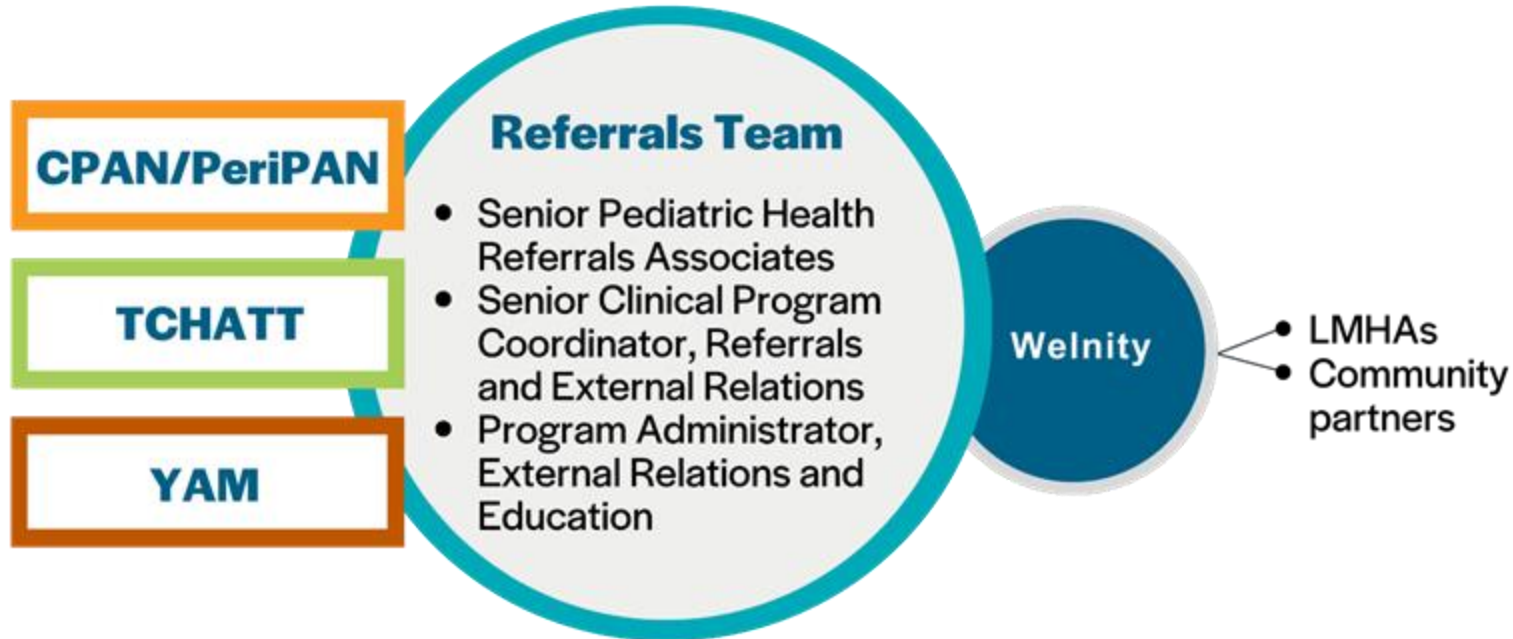 CPAN/PeriPAN
TCHATT
YAM
Referrals Team
• Senior Pediatric Health
Referrals Associates
• Senior Clinical Program
Coordinator, Referrals
and External Relations
• Program Administrator,
External Relations and
Education
Welnity
• LMHAs
• Community
partners